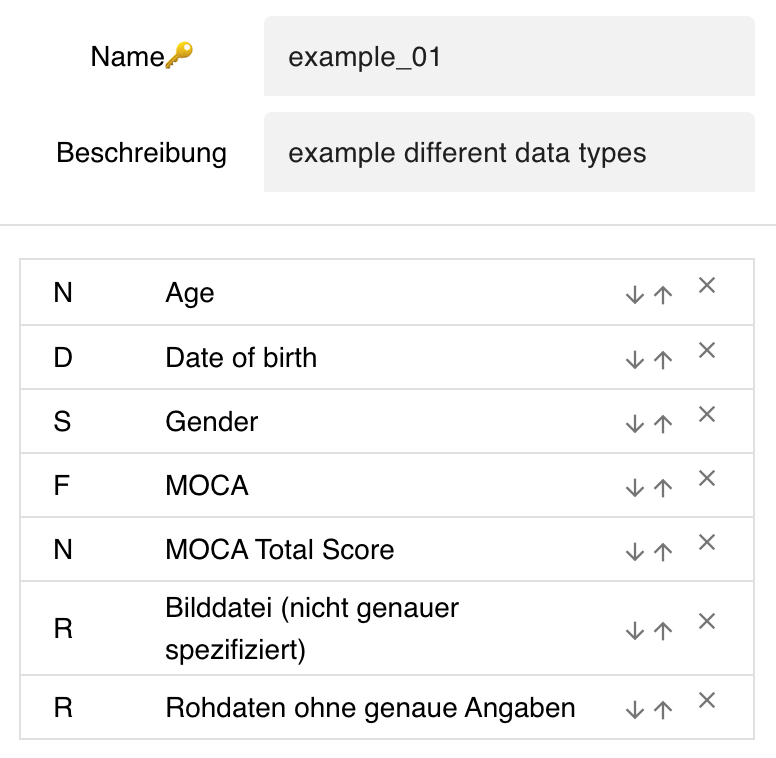 Name🔑 example_01
Beschreibung example different data types
N Age ↓ ↑ ×
D Date of birth ↓ ↑ ×
S Gender ↓ ↑ ×
F MOCA ↓ ↑ ×
N MOCA Total Score ↓ ↑ ×
R Bilddatei (nicht genauer
spezifiziert) ↓ ↑ ×
R Rohdaten ohne genaue Angaben ↓ ↑ ×